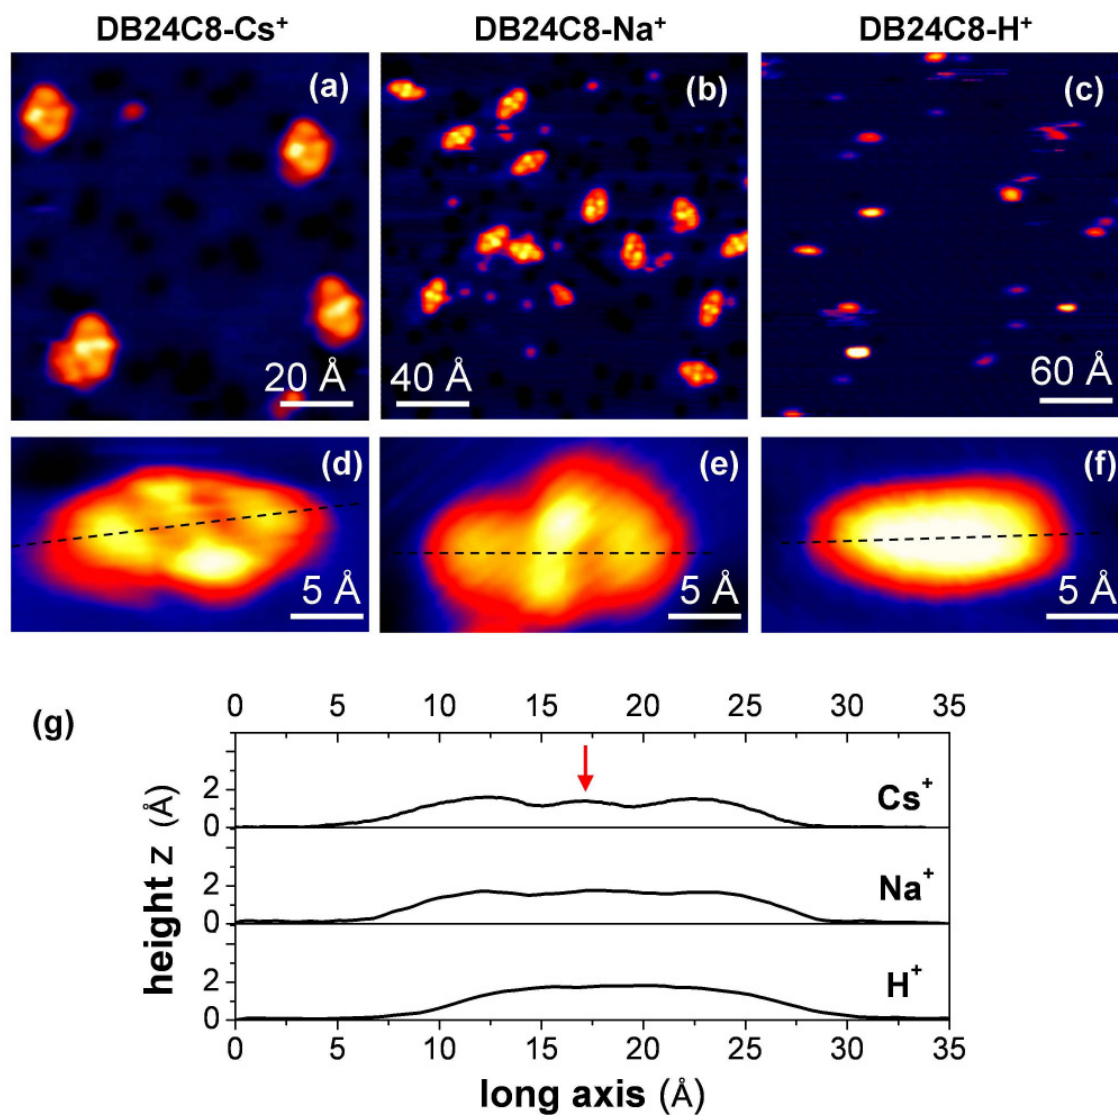 DB24C8-Cs⁺ DB24C8-Na⁺ DB24C8-H⁺
(a) (b) (c)
20 Å 40 Å 60 Å
(d) (e) (f)
5 Å 5 Å 5 Å
(g)
0 5 10 15 20 25 30 35
2
0
Cs⁺
2
0
Na⁺
2
0
H⁺
height z (Å)
0 5 10 15 20 25 30 35
long axis (Å)